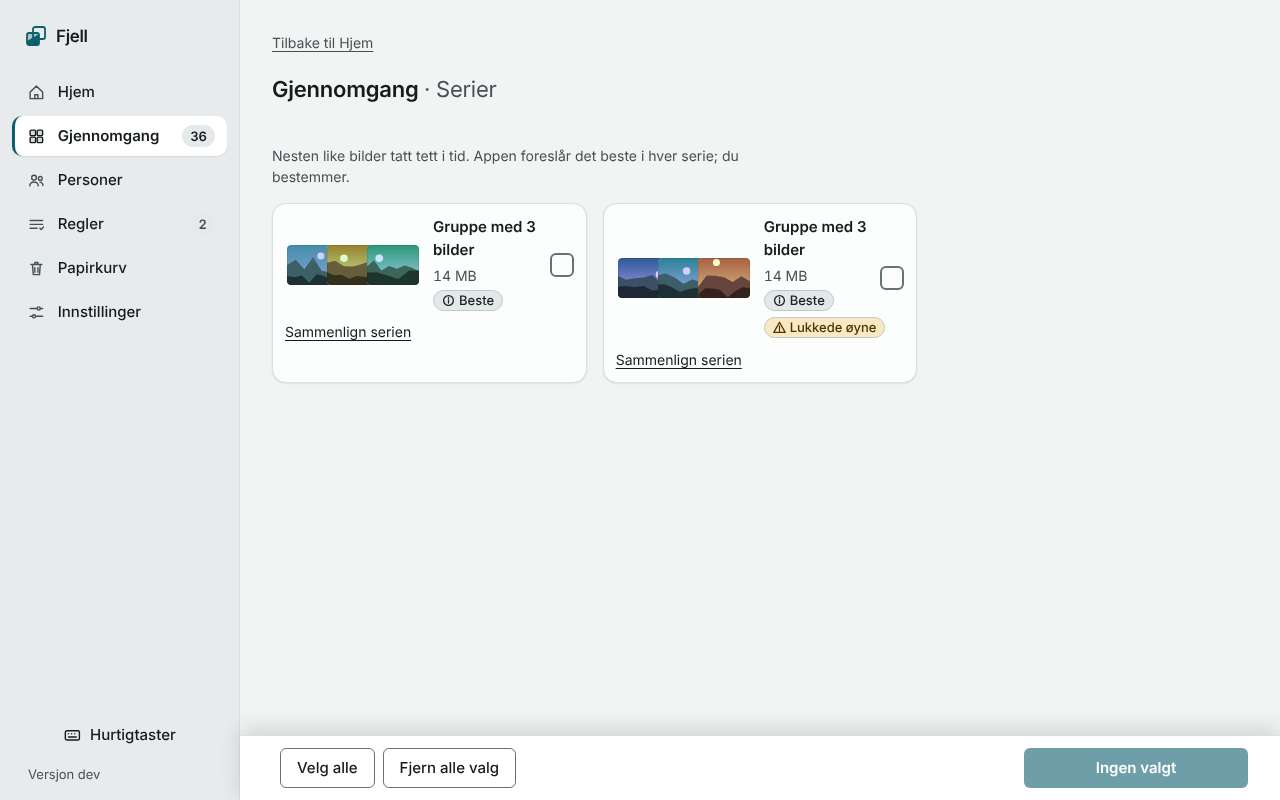 Fjell
Hjem
Gjennomgang 36
Personer
Regler 2
Papirkurv
Innstillinger
Hurtigtaster
Versjon dev
Tilbake til Hjem
Gjennomgang · Serier
Nesten like bilder tatt tett i tid. Appen foreslår det beste i hver serie; du
bestemmer.
Gruppe med 3
bilder
14 MB
Beste
Sammenlign serien
Gruppe med 3
bilder
14 MB
Beste
Lukkede øyne
Sammenlign serien
Velg alle
Fjern alle valg
Ingen valgt